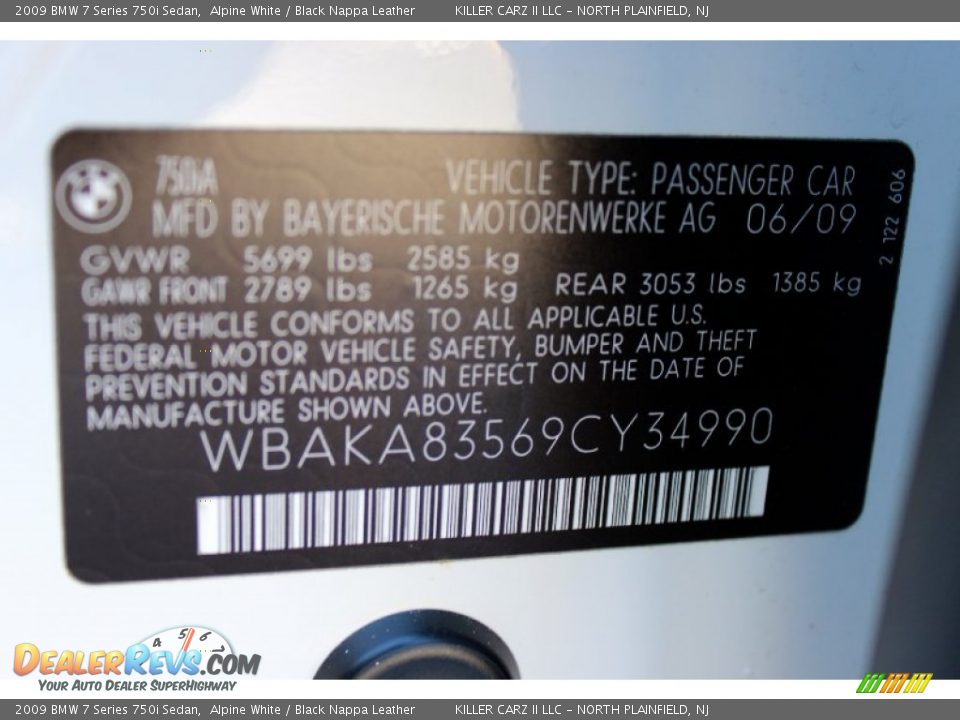 2009 BMW 7 Series 750i Sedan,  Alpine White / Black Nappa Leather KILLER CARZ II LLC - NORTH PLAINFIELD, NJ
750iA VEHICLE TYPE: PASSENGER CAR
MFD BY BAYERISCHE MOTORENWERKE AG 06/09
2 122 606
GVWR 5699 lbs 2585 kg
GAWR FRONT 2789 lbs 1265 kg REAR 3053 lbs 1385 kg
THIS VEHICLE CONFORMS TO ALL APPLICABLE U.S.
FEDERAL MOTOR VEHICLE SAFETY, BUMPER AND THEFT
PREVENTION STANDARDS IN EFFECT ON THE DATE OF
MANUFACTURE SHOWN ABOVE.
WBAKA83569CY34990
4 5 6
DEALERREVS.COM
YOUR AUTO DEALER SUPERHIGHWAY
2009 BMW 7 Series 750i Sedan,  Alpine White / Black Nappa Leather KILLER CARZ II LLC - NORTH PLAINFIELD, NJ